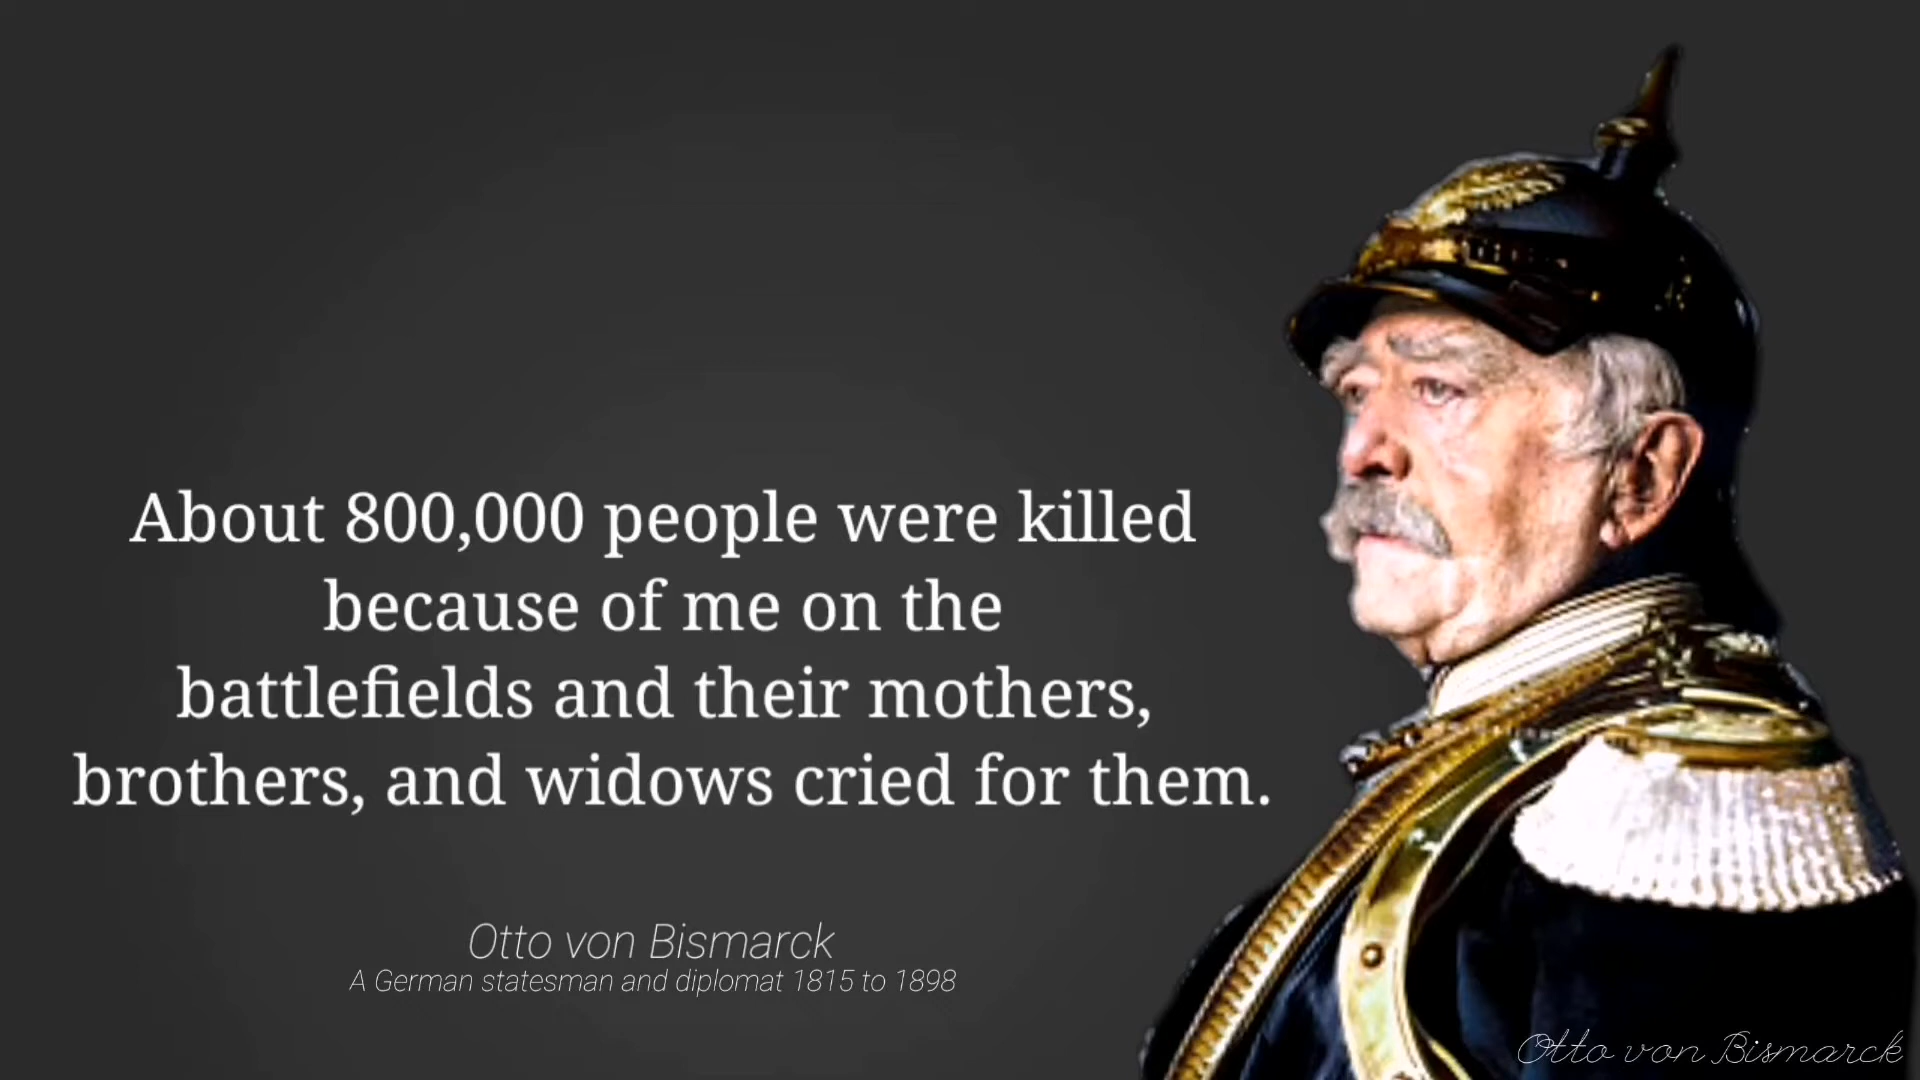 About 800,000 people were killed
because of me on the
battlefields and their mothers,
brothers, and widows cried for them.
Otto von Bismarck
A German statesman and diplomat 1815 to 1898
Otto von Bismarck